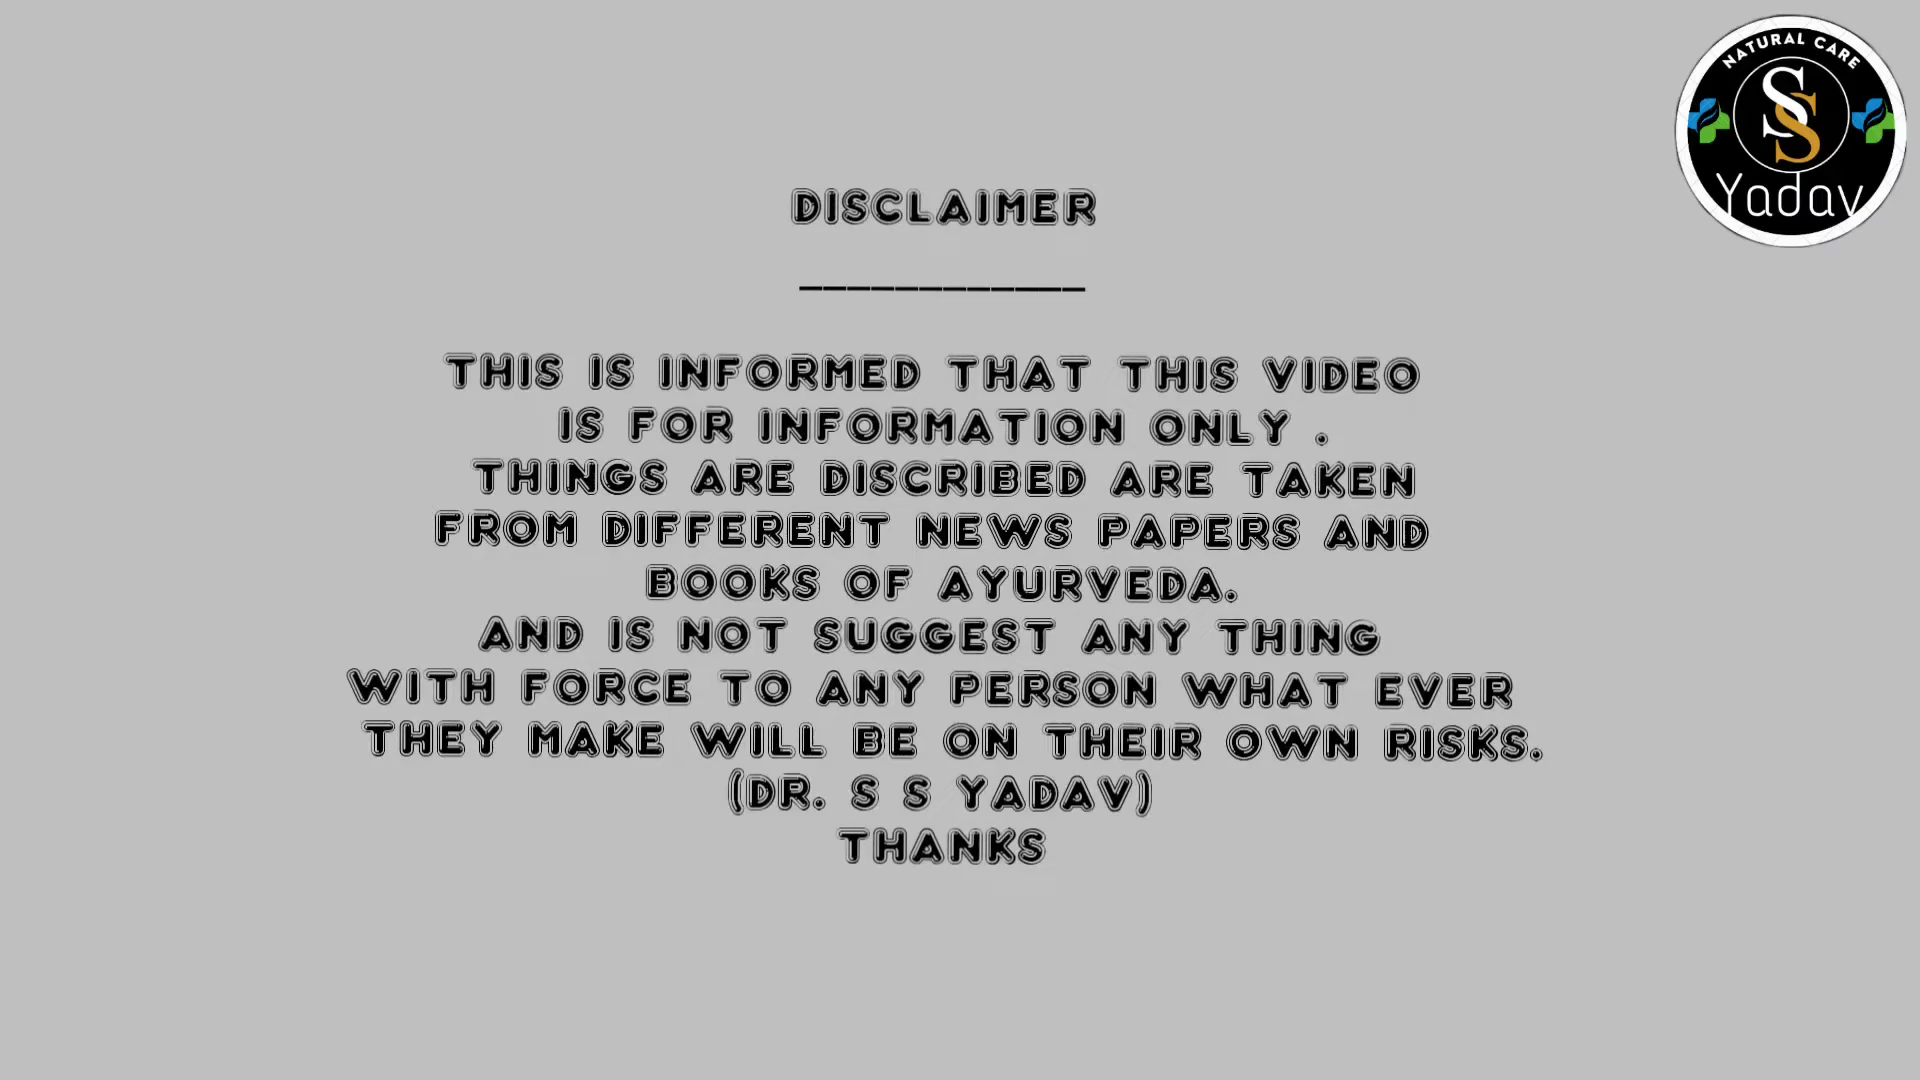 NATURAL CARE
SS
Yadav
DISCLAIMER
____________
THIS IS INFORMED THAT THIS VIDEO
IS FOR INFORMATION ONLY .
THINGS ARE DISCRIBED ARE TAKEN
FROM DIFFERENT NEWS PAPERS AND
BOOKS OF AYURVEDA.
AND IS NOT SUGGEST ANY THING
WITH FORCE TO ANY PERSON WHAT EVER
THEY MAKE WILL BE ON THEIR OWN RISKS.
(DR. S S YADAV)
THANKS